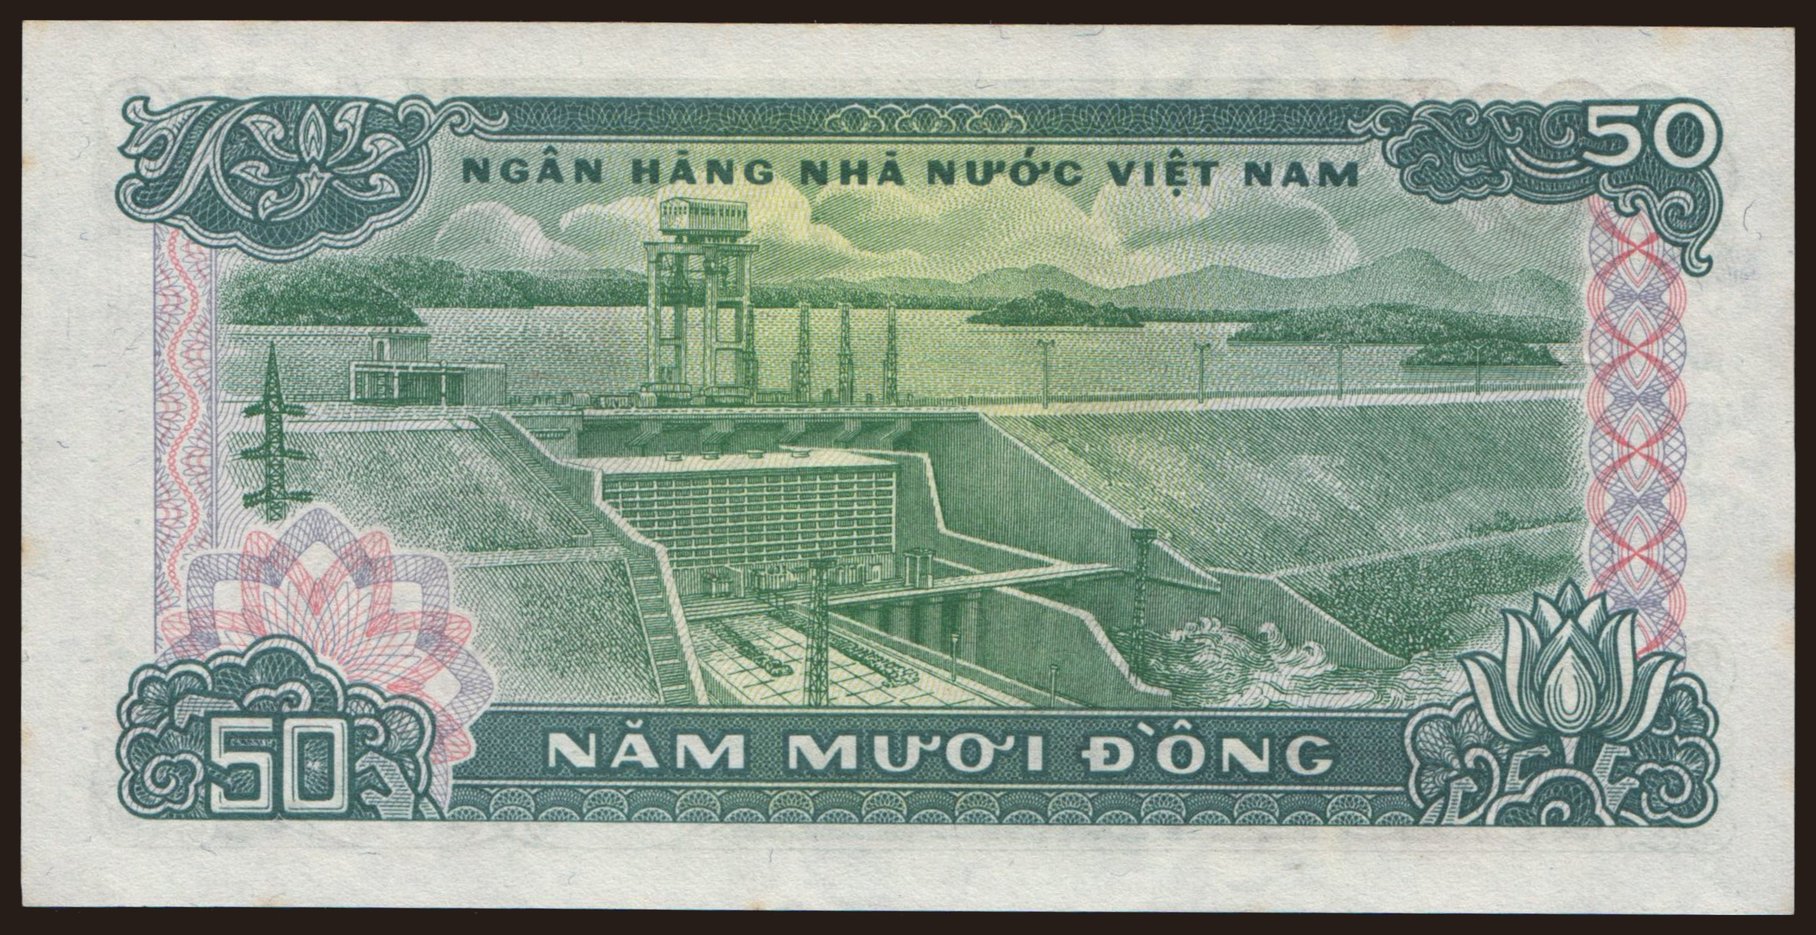 50
NGÂN HÀNG NHÀ NƯỚC VIỆT NAM
50
NĂM MƯƠI ĐỒNG